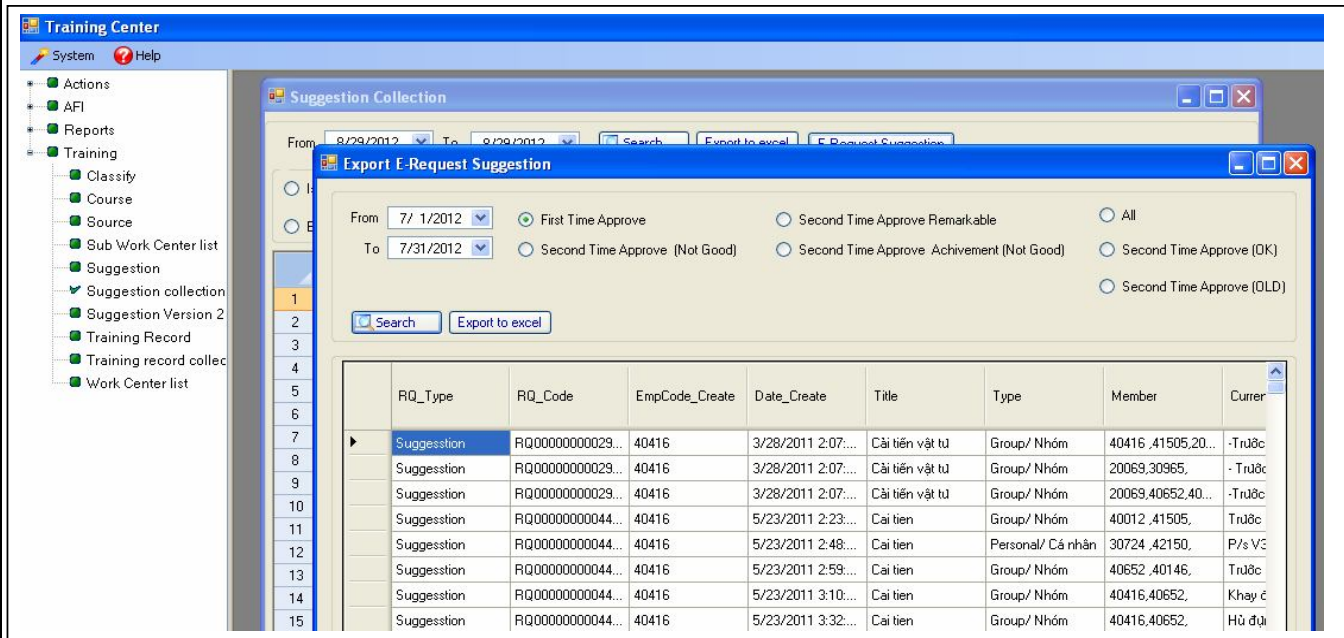 Training Center
System Help
Actions
AFI
Reports
Training
Classify
Course
Source
Sub Work Center list
Suggestion
Suggestion collection
Suggestion Version 2
Training Record
Training record collec
Work Center list
Suggestion Collection
From 8/29/2012 To 8/29/2012 Search Export to excel E-Request Suggestion
Export E-Request Suggestion
From 7/ 1/2012 First Time Approve Second Time Approve Remarkable All
To 7/31/2012 Second Time Approve (Not Good) Second Time Approve Achivement (Not Good) Second Time Approve (OK)
Second Time Approve (OLD)
Search Export to excel
1
2
3
4
5
6
7
8
9
10
11
12
13
14
15
RQ_Type RQ_Code EmpCode_Create Date_Create Title Type Member Curren
Suggesstion RQ00000000029... 40416 3/28/2011 2:07:... Cải tiến vật tư Group/ Nhóm 40416 ,41505,20... -Trước
Suggesstion RQ00000000029... 40416 3/28/2011 2:07:... Cải tiến vật tư Group/ Nhóm 20069,30965, - Trước
Suggesstion RQ00000000029... 40416 3/28/2011 2:07:... Cải tiến vật tư Group/ Nhóm 20069,40652,40... -Trước
Suggesstion RQ00000000044... 40416 5/23/2011 2:23:... Cai tien Group/ Nhóm 40012 ,41505, Trước
Suggesstion RQ00000000044... 40416 5/23/2011 2:48:... Cai tien Personal/ Cá nhân 30724 ,42150, P/s V3
Suggesstion RQ00000000044... 40416 5/23/2011 2:59:... Cai tien Group/ Nhóm 40652 ,40146, Trước
Suggesstion RQ00000000044... 40416 5/23/2011 3:10:... Cai tien Group/ Nhóm 40416,40652, Khay
Suggesstion RQ00000000044... 40416 5/23/2011 3:32:... Cai tien Group/ Nhóm 40416,40652, Hủ